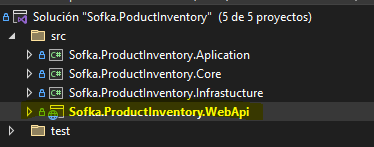 Solución "Sofka.PoductInventory" (5 de 5 proyectos)
src
C# Sofka.ProductInventory.Aplication
C# Sofka.ProductInventory.Core
C# Sofka.ProductInventory.Infrastucture
Sofka.ProductInventory.WebApi
test